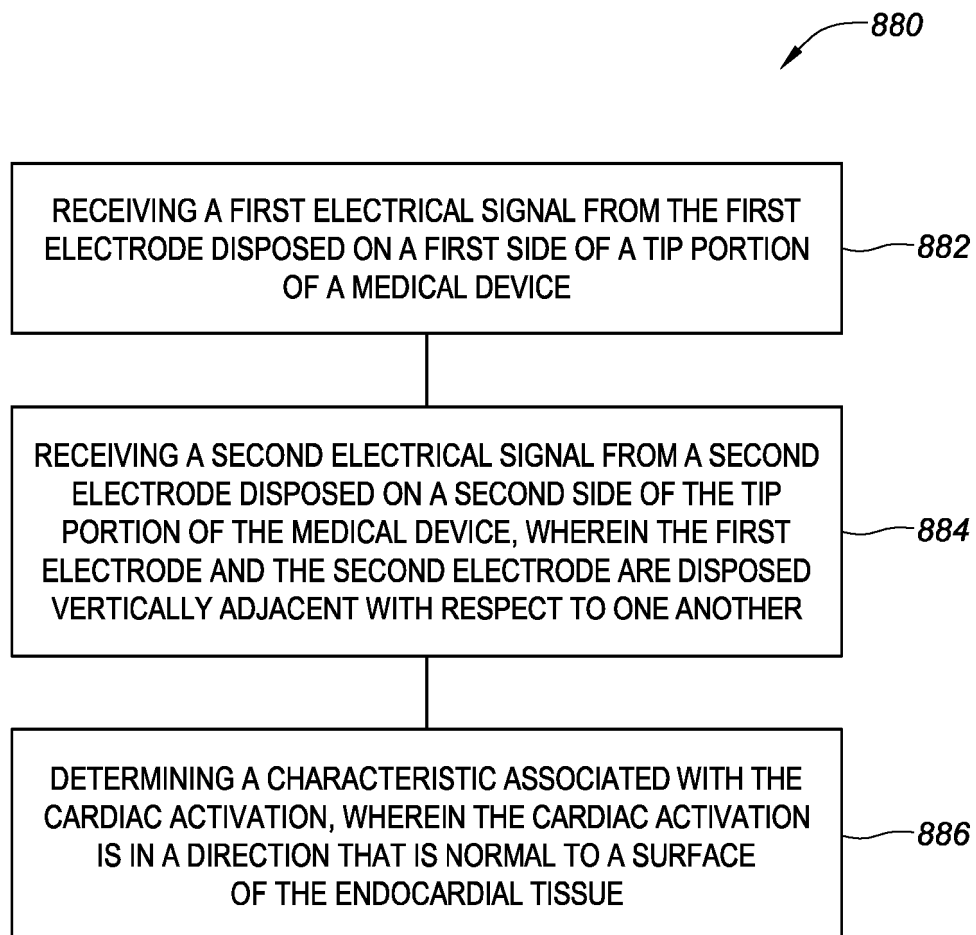 880
RECEIVING A FIRST ELECTRICAL SIGNAL FROM THE FIRST
ELECTRODE DISPOSED ON A FIRST SIDE OF A TIP PORTION
OF A MEDICAL DEVICE
882
RECEIVING A SECOND ELECTRICAL SIGNAL FROM A SECOND
ELECTRODE DISPOSED ON A SECOND SIDE OF THE TIP
PORTION OF THE MEDICAL DEVICE, WHEREIN THE FIRST
ELECTRODE AND THE SECOND ELECTRODE ARE DISPOSED
VERTICALLY ADJACENT WITH RESPECT TO ONE ANOTHER
884
DETERMINING A CHARACTERISTIC ASSOCIATED WITH THE
CARDIAC ACTIVATION, WHEREIN THE CARDIAC ACTIVATION
IS IN A DIRECTION THAT IS NORMAL TO A SURFACE
OF THE ENDOCARDIAL TISSUE
886